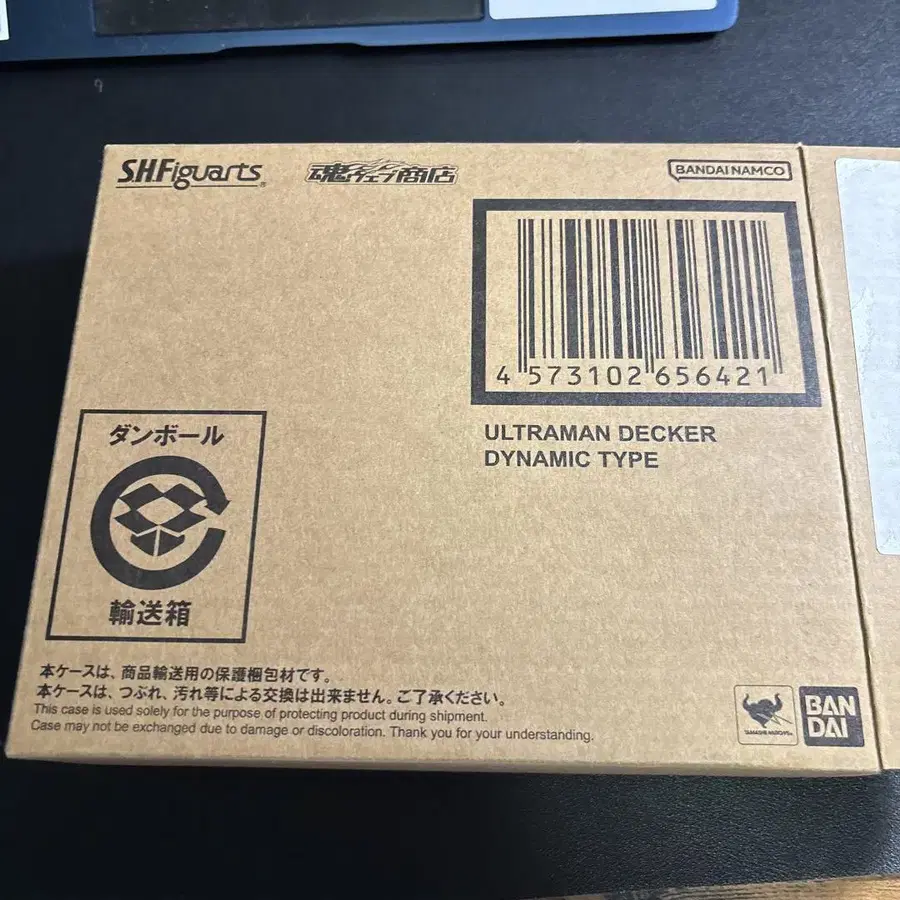 S.H.Figuarts
魂ウェブ商店
BANDAI NAMCO
4 573102 656421
ULTRAMAN DECKER
DYNAMIC TYPE
ダンボール
輸送箱
本ケースは、商品輸送用の保護梱包材です。
本ケースは、つぶれ、汚れ等による交換は出来ません。ご了承ください。
This case is used solely for the purpose of protecting product during shipment.
Case may not be exchanged due to damage or discoloration. Thank you for your understanding.
TAMASHII NATIONS
BAN
DAI